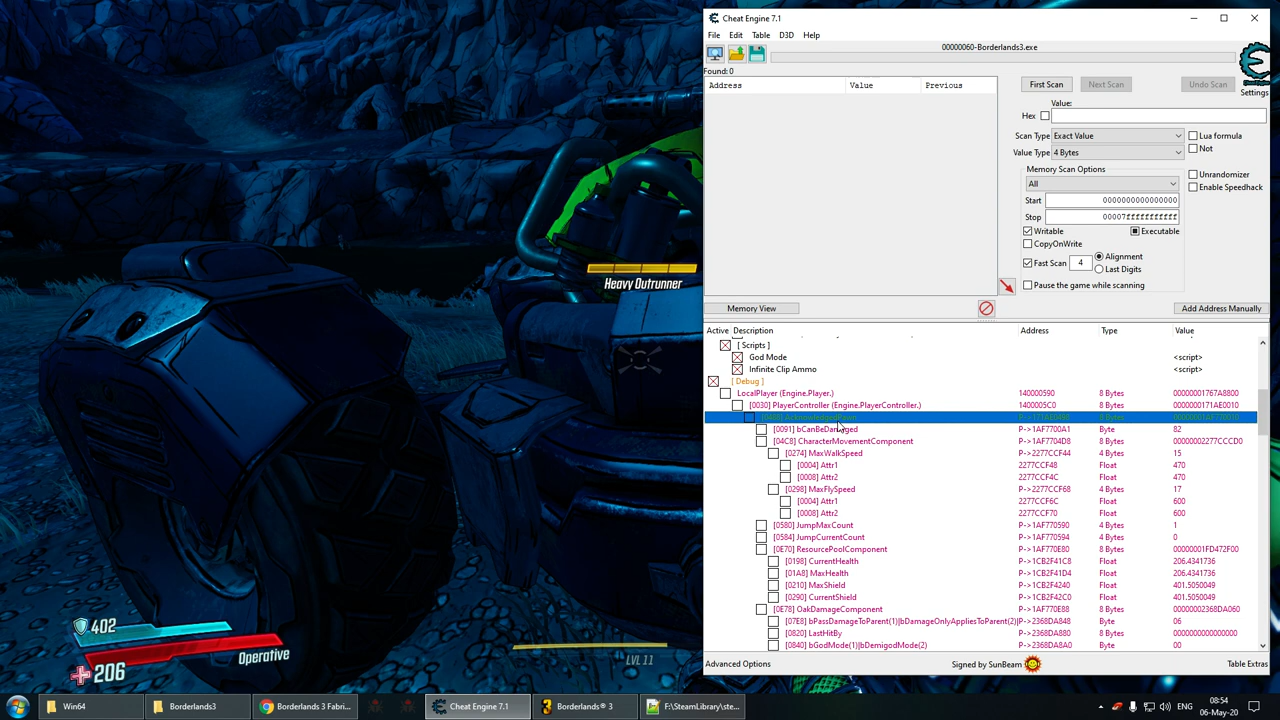 Cheat Engine 7.1
File Edit Table D3D Help
00000060-Borderlands3.exe
Found: 0
Address Value Previous
First Scan Next Scan Undo Scan
Settings
Value:
Hex
Scan Type Exact Value Lua formula
Value Type 4 Bytes Not
Memory Scan Options
All
Unrandomizer
Enable Speedhack
Start 0000000000000000
Stop 00007fffffffffff
Writable Executable
CopyOnWrite
Fast Scan 4 Alignment
Last Digits
Pause the game while scanning
Memory View Add Address Manually
Active Description Address Type Value
[ Scripts ]
God Mode <script>
Infinite Clip Ammo <script>
[ Debug ]
LocalPlayer (Engine.Player.) 140000590 8 Bytes 00000001767A8800
[0030] PlayerController (Engine.PlayerController.) 1400005C0 8 Bytes 0000000171AE0010
[0091] bCanBeDamaged P->1AF7700A1 Byte 82
[04C8] CharacterMovementComponent P->1AF7704D8 8 Bytes 00000002277CCCD0
[0274] MaxWalkSpeed P->2277CCF44 4 Bytes 15
[0004] Attr1 2277CCF48 Float 470
[0008] Attr2 2277CCF4C Float 470
[0298] MaxFlySpeed P->2277CCF68 4 Bytes 17
[0004] Attr1 2277CCF6C Float 600
[0008] Attr2 2277CCF70 Float 600
[0580] JumpMaxCount P->1AF770590 4 Bytes 1
[0584] JumpCurrentCount P->1AF770594 4 Bytes 0
[0E70] ResourcePoolComponent P->1AF770E80 8 Bytes 00000001FD472F00
[0198] CurrentHealth P->1CB2F41C8 Float 206.4341736
[01A8] MaxHealth P->1CB2F41D4 Float 206.4341736
[0210] MaxShield P->1CB2F4240 Float 401.5050049
[0290] CurrentShield P->1CB2F42C0 Float 401.5050049
[0E78] OakDamageComponent P->1AF770E88 8 Bytes 00000002368DA060
[07E8] bPassDamageToParent(1)|bDamageOnlyAppliesToParent(2)| P->2368DA848 Byte 06
[0820] LastHitBy P->2368DA880 8 Bytes 0000000000000000
[0840] bGodMode(1)|bDemigodMode(2) P->2368DA8A0 Byte 00
Advanced Options Signed by SunBeam Table Extras
Heavy Outrunner
402
206
Operative
LVL 11
Win64 Borderlands3 Borderlands 3 Fabri... Cheat Engine 7.1 Borderlands® 3 F:\SteamLibrary\ste... ENG 08:54
06-May-20